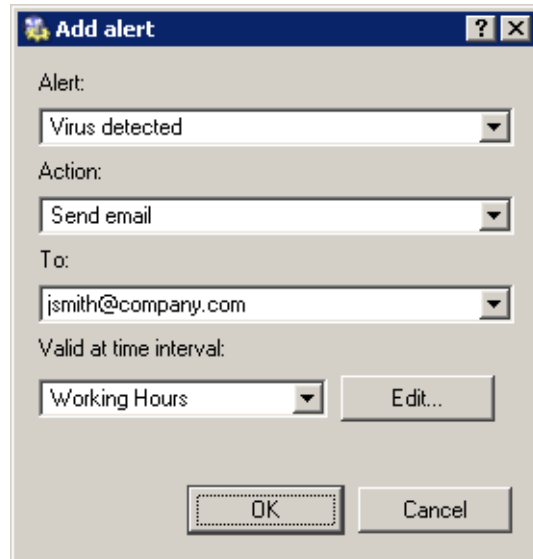 Add alert
Alert:
Virus detected
Action:
Send email
To:
jsmith@company.com
Valid at time interval:
Working Hours
Edit...
OK
Cancel